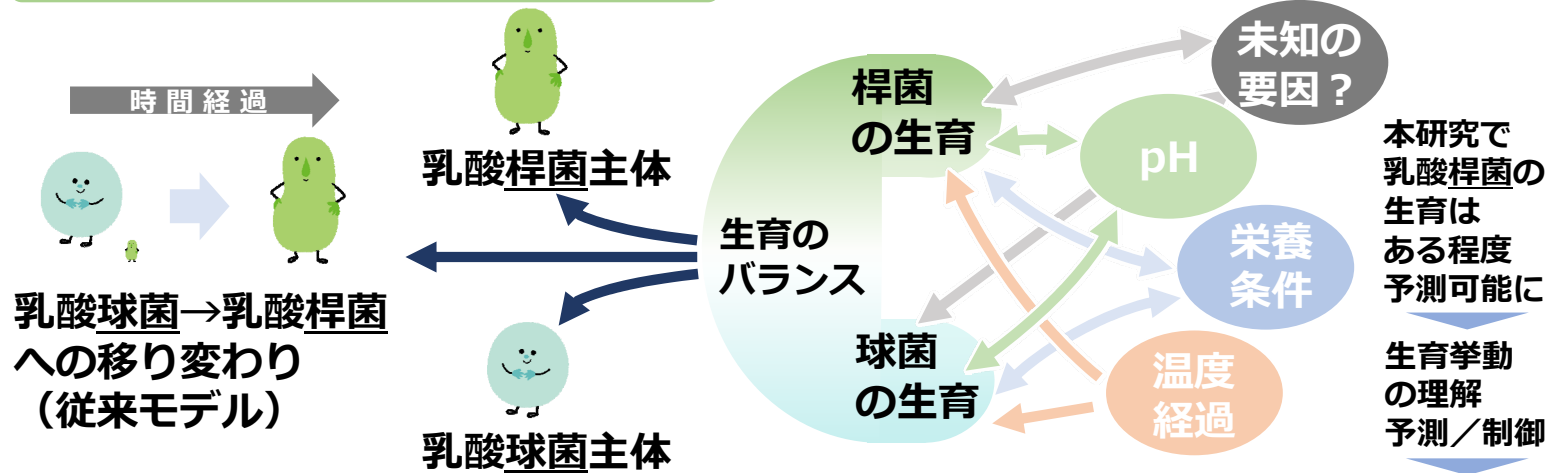 時間経過
乳酸球菌→乳酸桿菌
への移り変わり
（従来モデル）
乳酸桿菌主体
乳酸球菌主体
生育の
バランス
桿菌
の生育
球菌
の生育
未知の
要因？
pH
栄養
条件
温度
経過
本研究で
乳酸桿菌の
生育は
ある程度
予測可能に
生育挙動
の理解
予測／制御